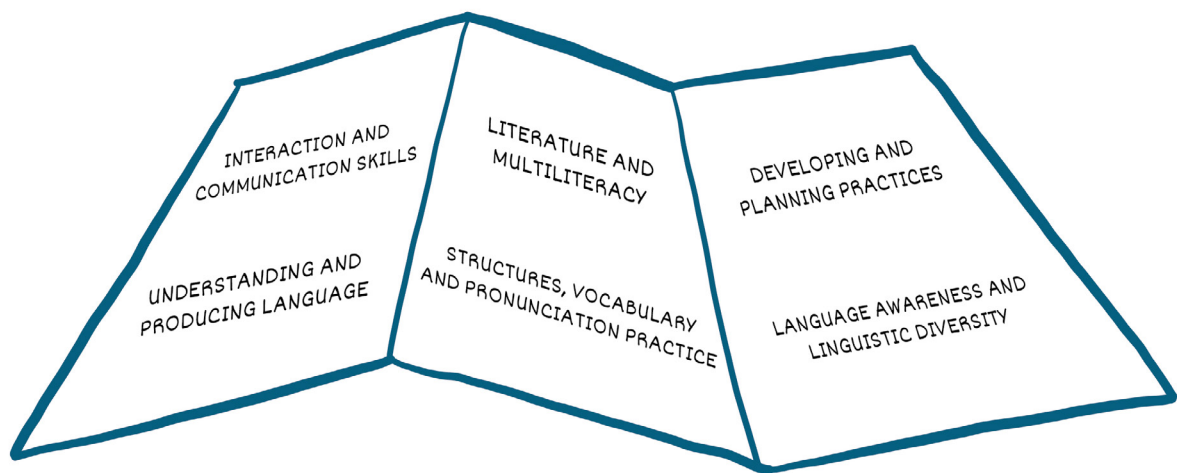 INTERACTION AND
COMMUNICATION SKILLS
UNDERSTANDING AND
PRODUCING LANGUAGE
LITERATURE AND
MULTILITERACY
STRUCTURES, VOCABULARY
AND PRONUNCIATION PRACTICE
DEVELOPING AND
PLANNING PRACTICES
LANGUAGE AWARENESS AND
LINGUISTIC DIVERSITY